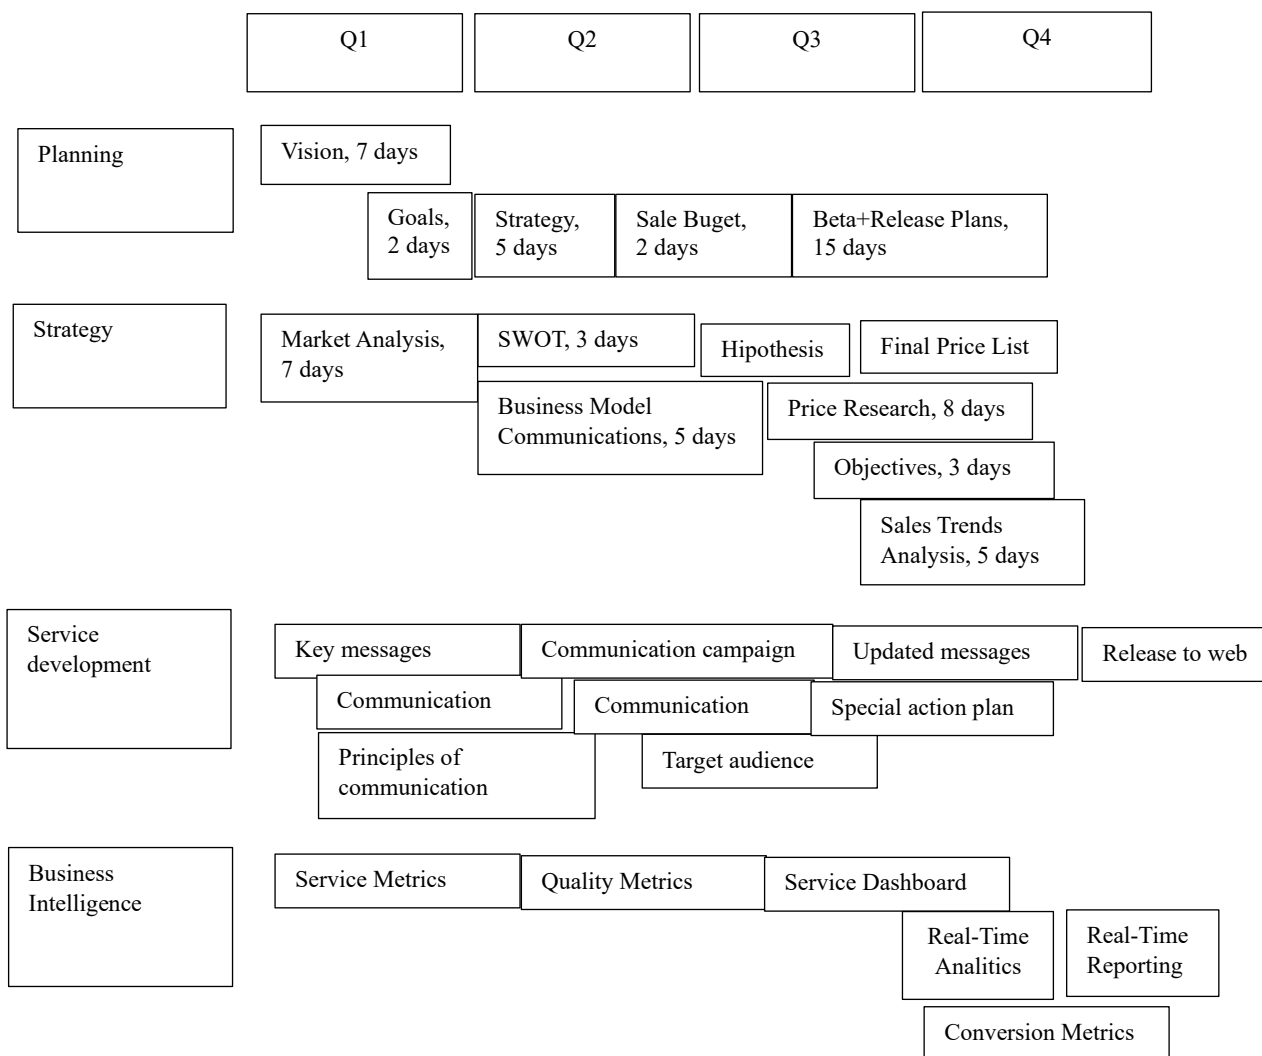 Q1
Q2
Q3
Q4
Planning
Vision, 7 days
Goals,
2 days
Strategy,
5 days
Sale Buget,
2 days
Beta+Release Plans,
15 days
Strategy
Market Analysis,
7 days
SWOT, 3 days
Hipothesis
Final Price List
Business Model
Communications, 5 days
Price Research, 8 days
Objectives, 3 days
Sales Trends
Analysis, 5 days
Service
development
Key messages
Communication campaign
Updated messages
Release to web
Communication
Communication
Special action plan
Principles of
communication
Target audience
Business
Intelligence
Service Metrics
Quality Metrics
Service Dashboard
Real-Time
Analitics
Real-Time
Reporting
Conversion Metrics